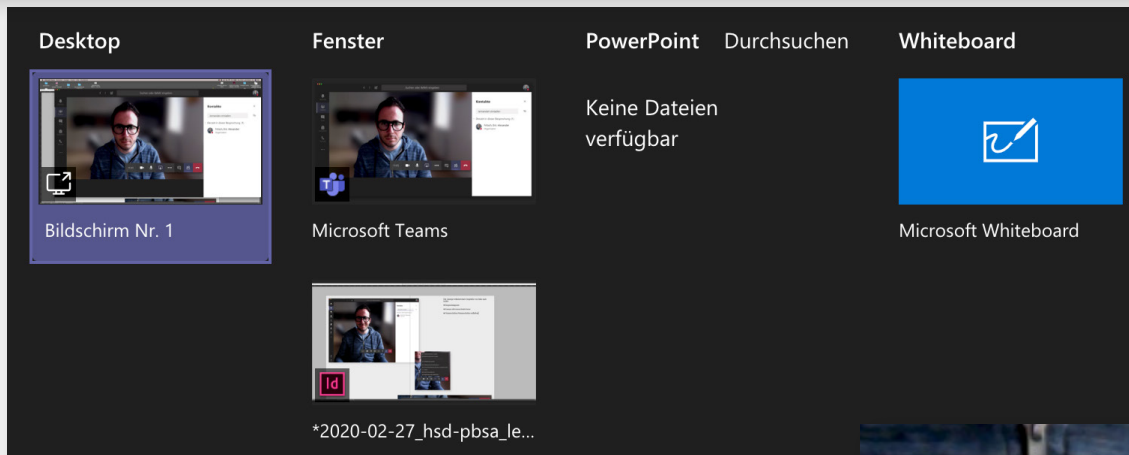 Desktop
Fenster
PowerPoint Durchsuchen
Whiteboard
Keine Dateien
verfügbar
Bildschirm Nr. 1
Microsoft Teams
Microsoft Whiteboard
Id
*2020-02-27_hsd-pbsa_le...